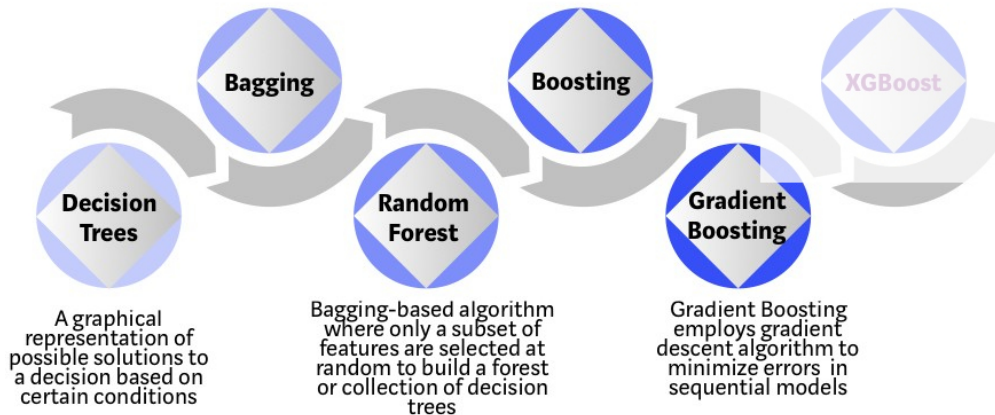 Bagging
Boosting
XGBoost
Decision
Trees
Random
Forest
Gradient
Boosting
A graphical
representation of
possible solutions to
a decision based on
certain conditions
Bagging-based algorithm
where only a subset of
features are selected at
random to build a forest
or collection of decision
trees
Gradient Boosting
employs gradient
descent algorithm to
minimize errors in
sequential models